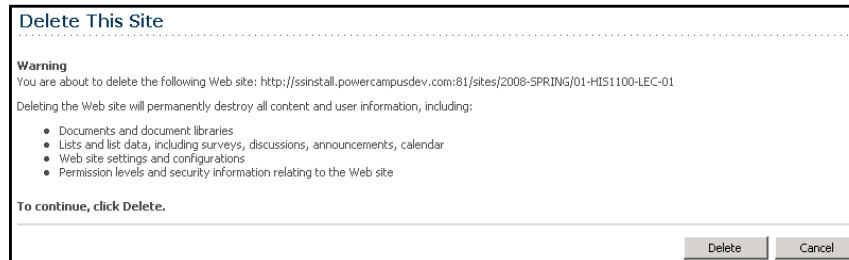 Delete This Site
Warning
You are about to delete the following Web site: http://ssinstall.powercampusdev.com:81/sites/2008-SPRING/01-HIS1100-LEC-01
Deleting the Web site will permanently destroy all content and user information, including:
● Documents and document libraries
● Lists and list data, including surveys, discussions, announcements, calendar
● Web site settings and configurations
● Permission levels and security information relating to the Web site
To continue, click Delete.
Delete Cancel